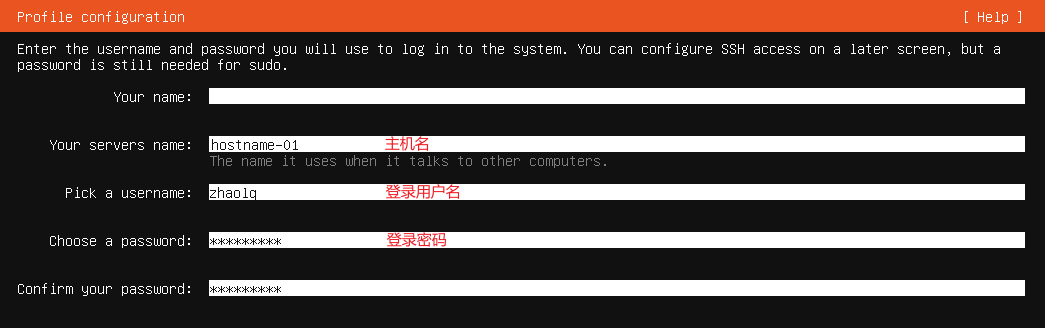 Profile configuration [ Help ]
Enter the username and password you will use to log in to the system. You can configure SSH access on a later screen, but a
password is still needed for sudo.
Your name:
Your servers name: hostname-01 主机名
The name it uses when it talks to other computers.
Pick a username: zhaolq 登录用户名
Choose a password: ********* 登录密码
Confirm your password: *********